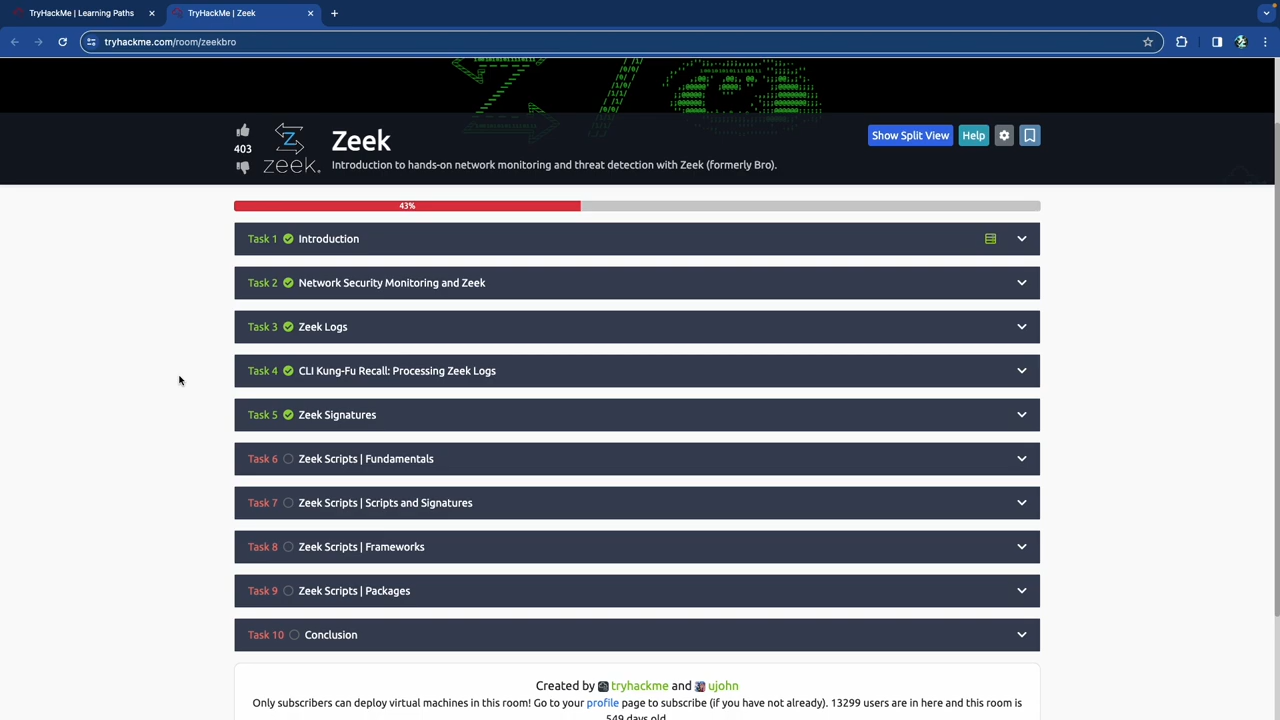 TryHackMe | Learning Paths
TryHackMe | Zeek
tryhackme.com/room/zeekbro
403
zeek.
Zeek
Introduction to hands-on network monitoring and threat detection with Zeek (formerly Bro).
Show Split View
Help
43%
Task 1 Introduction
Task 2 Network Security Monitoring and Zeek
Task 3 Zeek Logs
Task 4 CLI Kung-Fu Recall: Processing Zeek Logs
Task 5 Zeek Signatures
Task 6 Zeek Scripts | Fundamentals
Task 7 Zeek Scripts | Scripts and Signatures
Task 8 Zeek Scripts | Frameworks
Task 9 Zeek Scripts | Packages
Task 10 Conclusion
Created by tryhackme and ujohn
Only subscribers can deploy virtual machines in this room! Go to your profile page to subscribe (if you have not already). 13299 users are in here and this room is
549 days old.